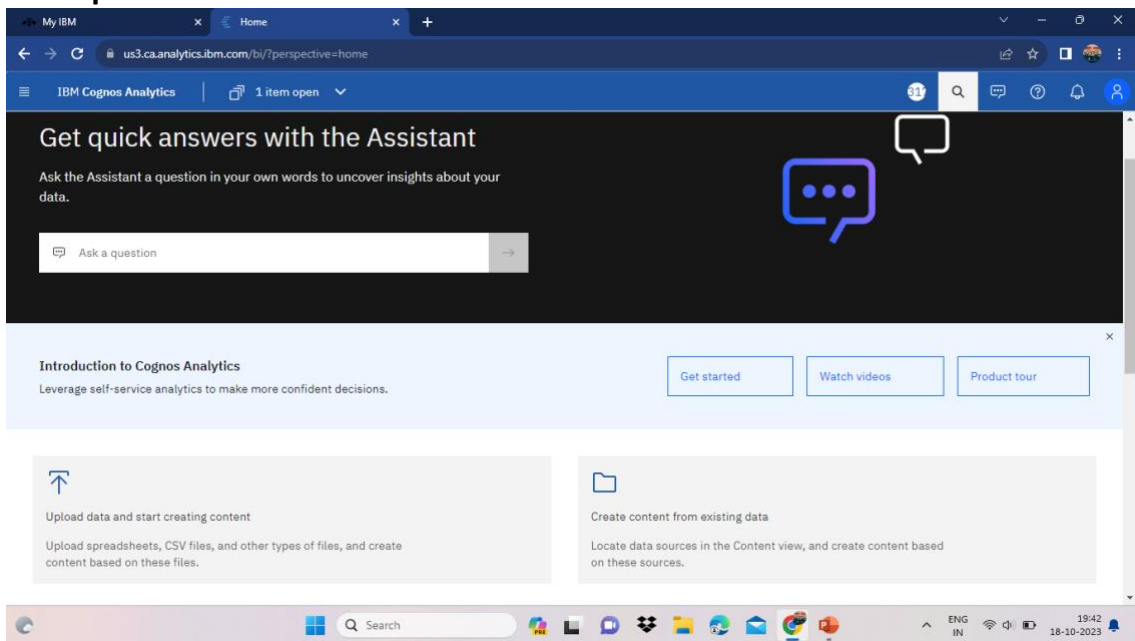 My IBM
Home
us3.ca.analytics.ibm.com/bi/?perspective=home
IBM Cognos Analytics
1 item open
31
Get quick answers with the Assistant
Ask the Assistant a question in your own words to uncover insights about your
data.
Ask a question
Introduction to Cognos Analytics
Leverage self-service analytics to make more confident decisions.
Get started
Watch videos
Product tour
Upload data and start creating content
Upload spreadsheets, CSV files, and other types of files, and create
content based on these files.
Create content from existing data
Locate data sources in the Content view, and create content based
on these sources.
Search
PRE
ENG
IN
19:42
18-10-2023